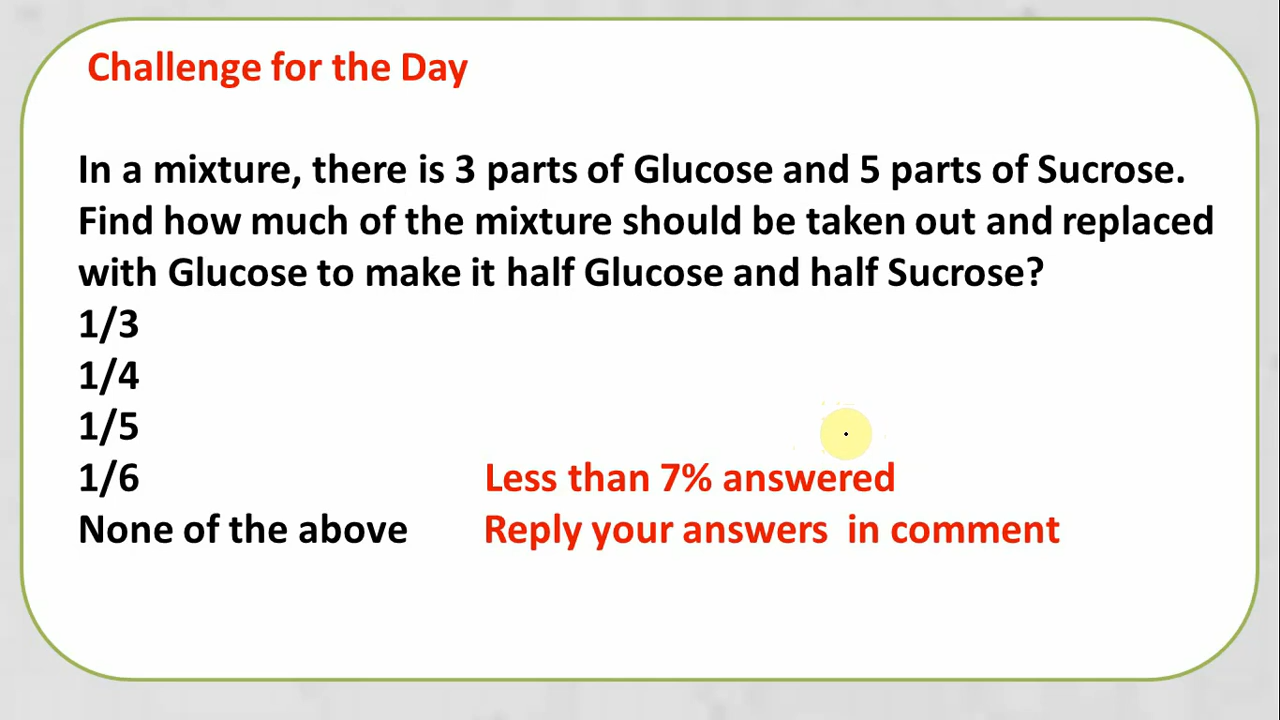 Challenge for the Day
In a mixture, there is 3 parts of Glucose and 5 parts of Sucrose.
Find how much of the mixture should be taken out and replaced
with Glucose to make it half Glucose and half Sucrose?
1/3
1/4
1/5
1/6
Less than 7% answered
None of the above
Reply your answers in comment